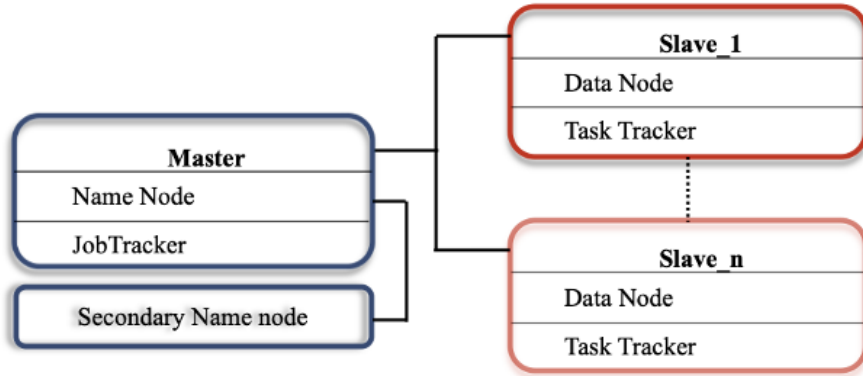 Master
Name Node
JobTracker
Secondary Name node
Slave_1
Data Node
Task Tracker
Slave_n
Data Node
Task Tracker